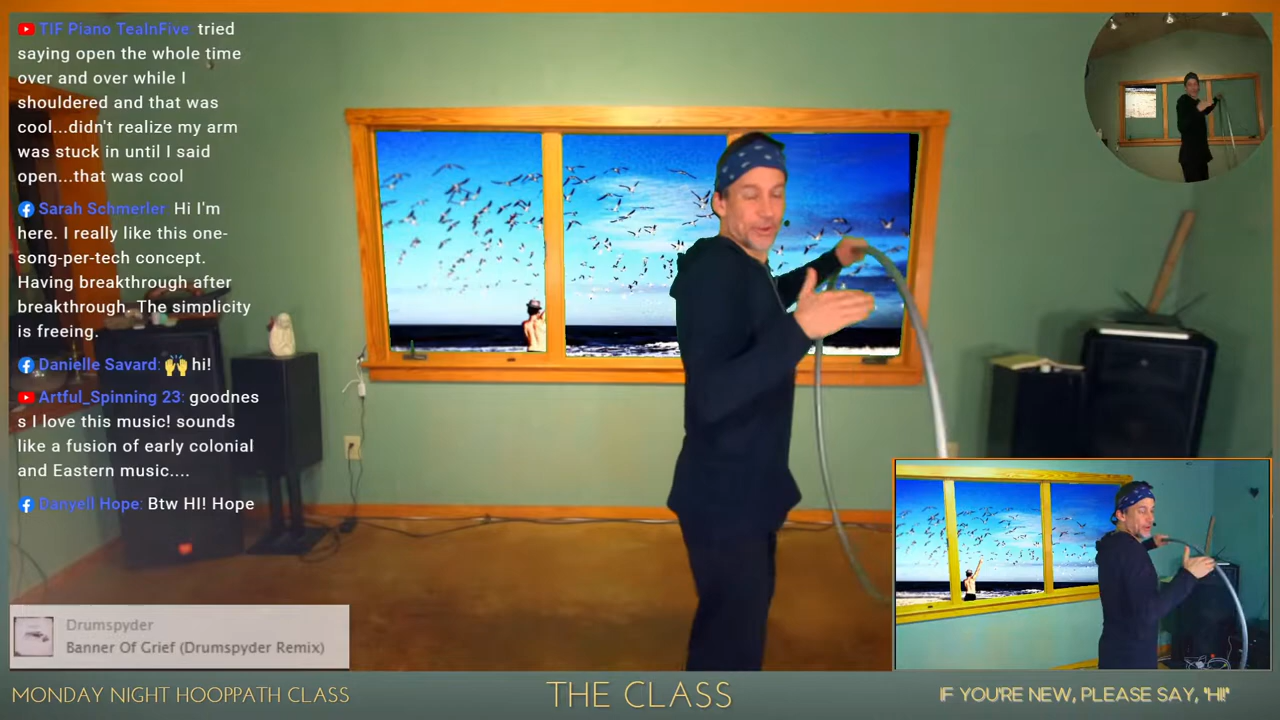 TIF Piano TeaInFive: tried
saying open the whole time
over and over while I
shouldered and that was
cool...didn't realize my arm
was stuck in until I said
open...that was cool
Sarah Schmerler: Hi I'm
here. I really like this one-
song-per-tech concept.
Having breakthrough after
breakthrough. The simplicity
is freeing.
Danielle Savard: 🙌 hi!
Artful_Spinning 23: goodnes
s I love this music! sounds
like a fusion of early colonial
and Eastern music....
Danyell Hope: Btw HI! Hope
Drumspyder
Banner Of Grief (Drumspyder Remix)
MONDAY NIGHT HOOPPATH CLASS
THE CLASS
IF YOU'RE NEW, PLEASE SAY, "HI!"